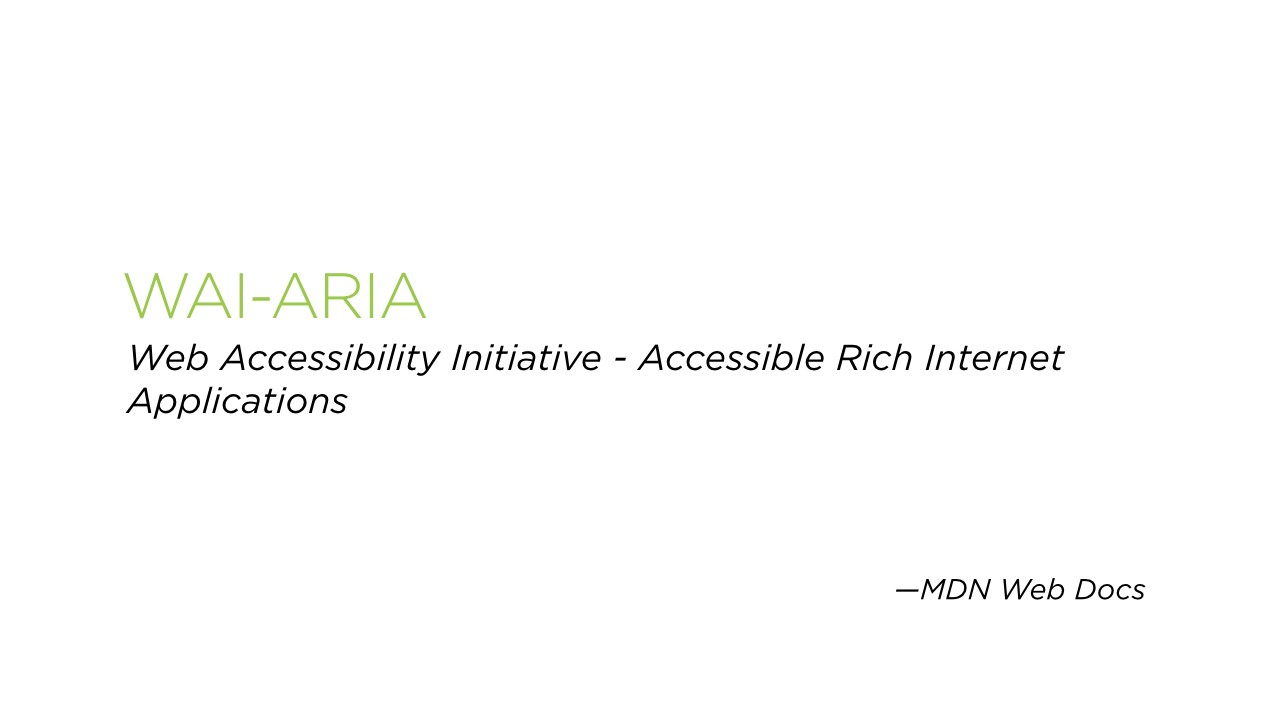 WAI-ARIA
Web Accessibility Initiative - Accessible Rich Internet
Applications
—MDN Web Docs